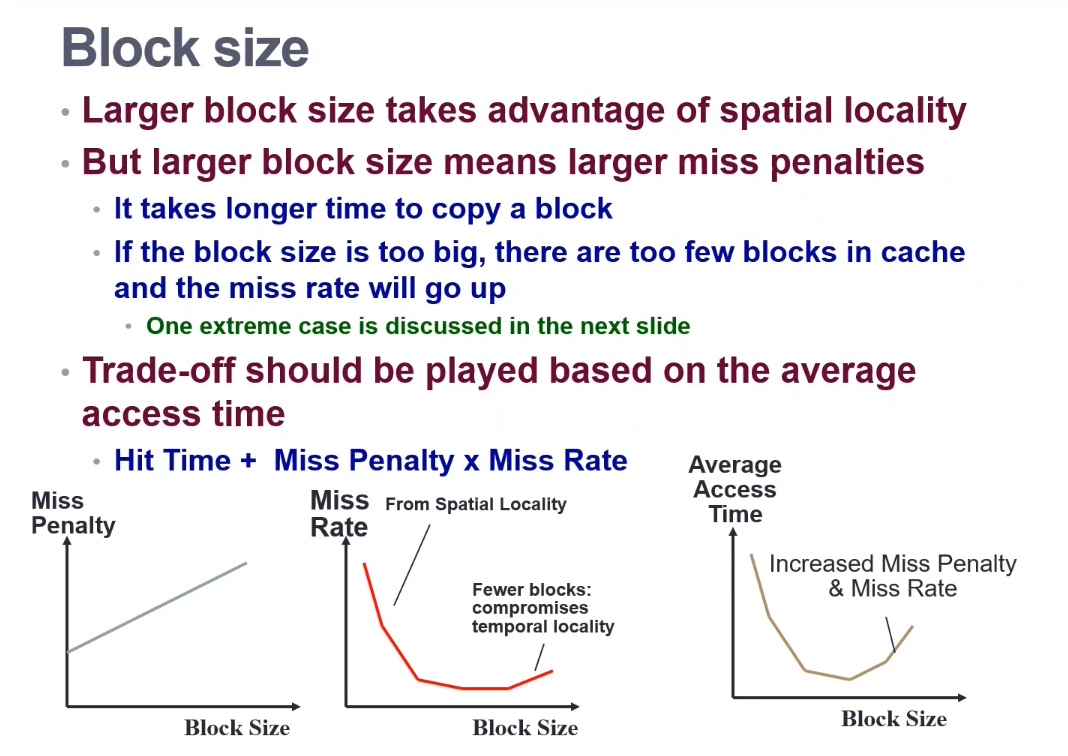 Block size
• Larger block size takes advantage of spatial locality
• But larger block size means larger miss penalties
• It takes longer time to copy a block
• If the block size is too big, there are too few blocks in cache
and the miss rate will go up
• One extreme case is discussed in the next slide
• Trade-off should be played based on the average
access time
• Hit Time + Miss Penalty x Miss Rate
Miss
Penalty
Block Size
Miss
Rate
From Spatial Locality
Fewer blocks:
compromises
temporal locality
Block Size
Average
Access
Time
Increased Miss Penalty
& Miss Rate
Block Size